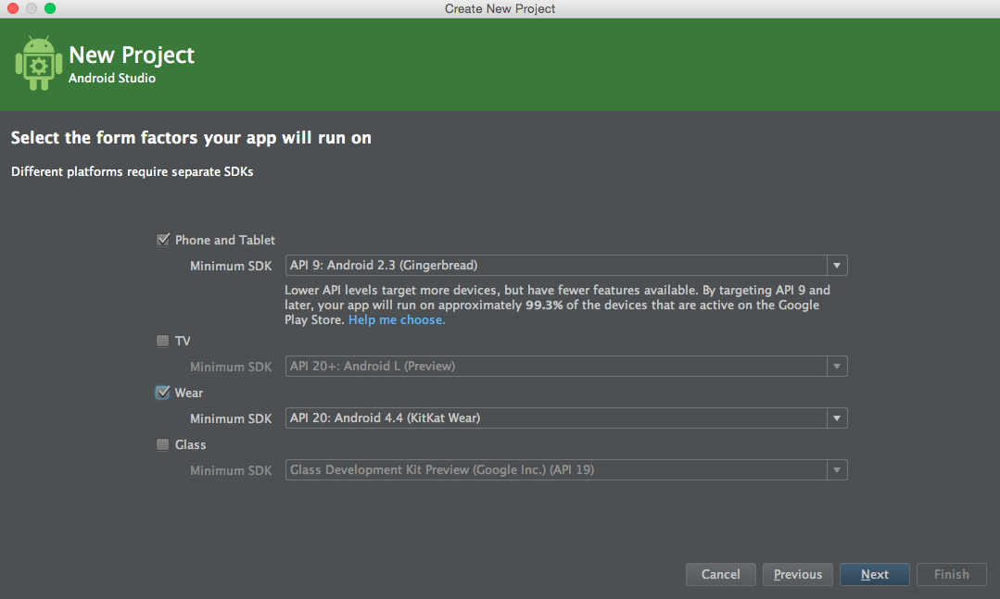 Create New Project
New Project
Android Studio
Select the form factors your app will run on
Different platforms require separate SDKs
Phone and Tablet
Minimum SDK API 9: Android 2.3 (Gingerbread)
Lower API levels target more devices, but have fewer features available. By targeting API 9 and
later, your app will run on approximately 99.3% of the devices that are active on the Google
Play Store. Help me choose.
TV
Minimum SDK API 20+: Android L (Preview)
Wear
Minimum SDK API 20: Android 4.4 (KitKat Wear)
Glass
Minimum SDK Glass Development Kit Preview (Google Inc.) (API 19)
Cancel Previous Next Finish